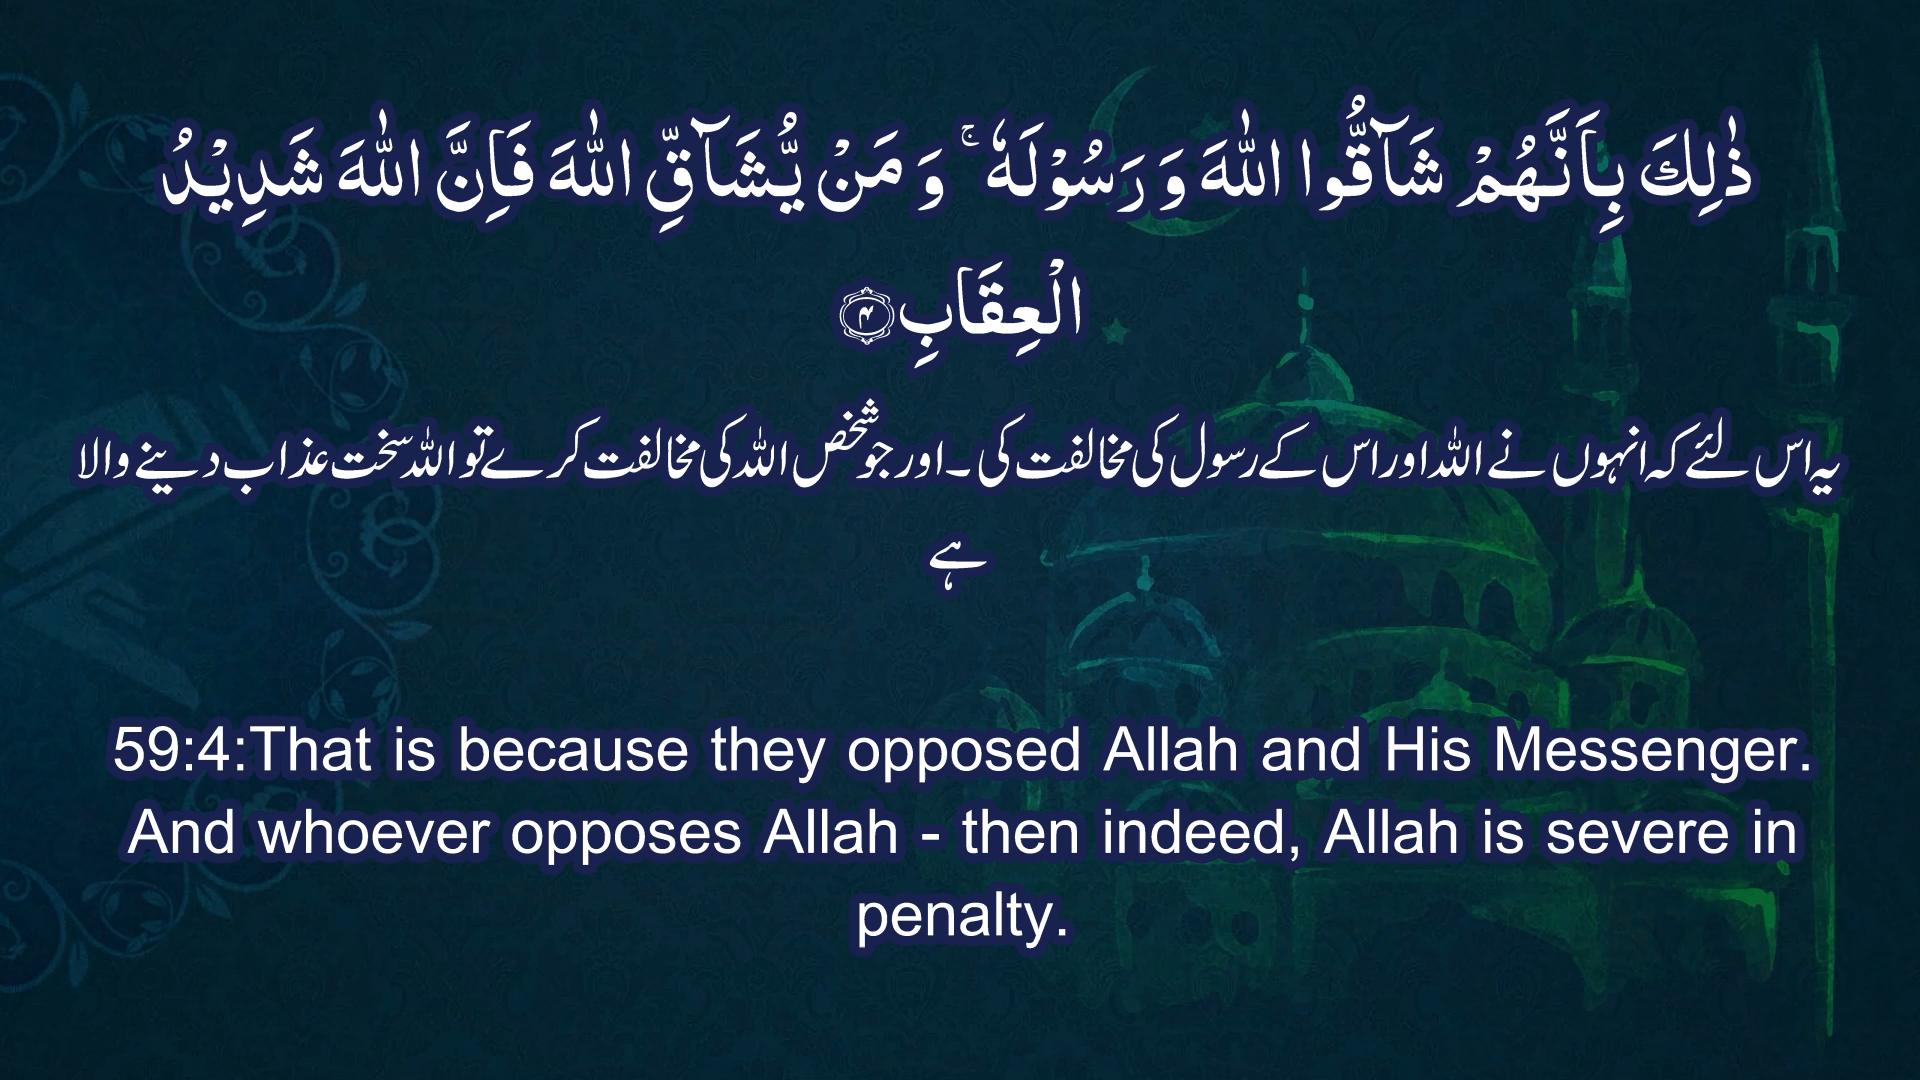 ذٰلِكَ بِاَنَّهُمْ شَآقُّوا اللّٰهَ وَ رَسُوْلَهٗ ۚ وَ مَنْ يُّشَآقِّ اللّٰهَ فَاِنَّ اللّٰهَ شَدِيْدُ
الْعِقَابِ ﴿۴﴾
یہ اس لئے کہ انہوں نے اللہ اور اس کے رسول کی مخالفت کی ۔ اور جو شخص اللہ کی مخالفت کرے تو اللہ سخت عذاب دینے والا
ہے
59:4:That is because they opposed Allah and His Messenger.
And whoever opposes Allah - then indeed, Allah is severe in
penalty.